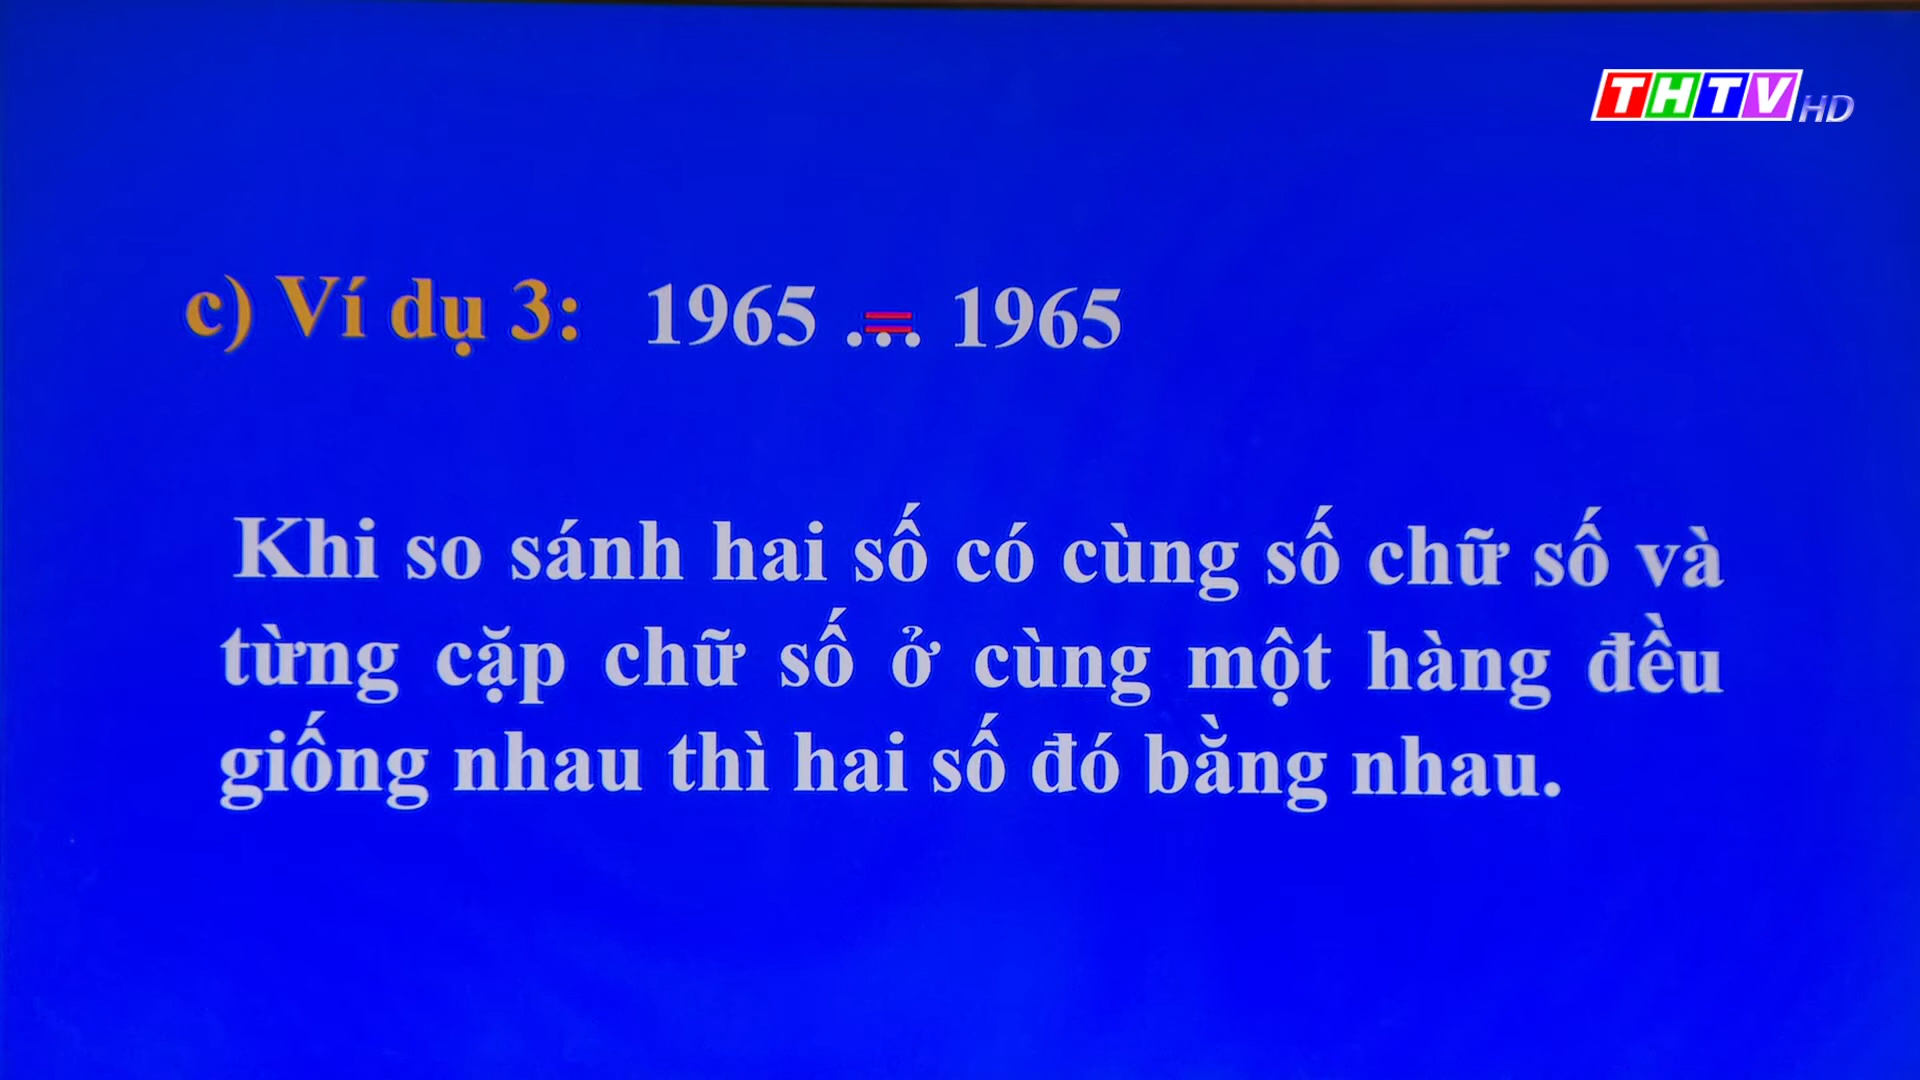 THTV HD
c) Ví dụ 3: 1965 ... = 1965
Khi so sánh hai số có cùng số chữ số và
từng cặp chữ số ở cùng một hàng đều
giống nhau thì hai số đó bằng nhau.